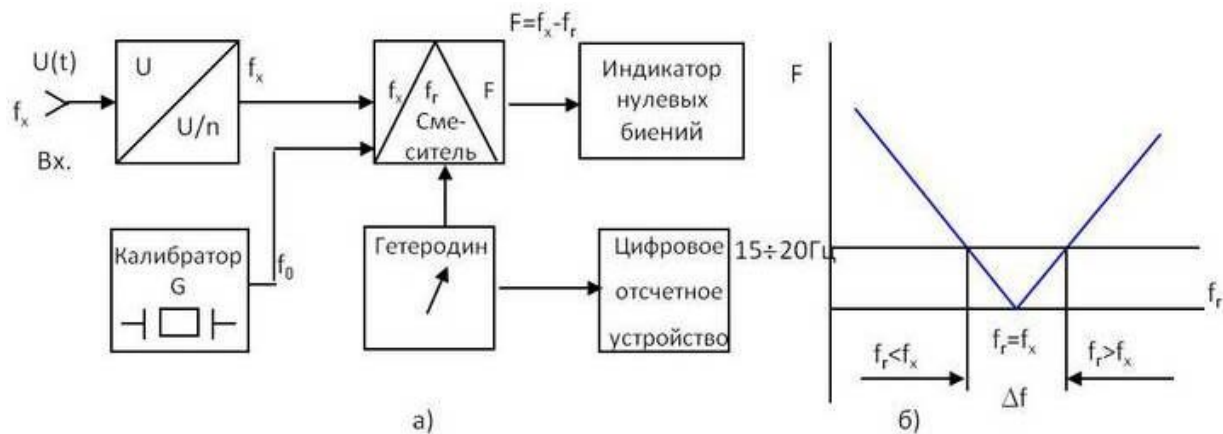 U(t)
fₓ
Вх.
U
U/n
fₓ
fₓ
fᵣ
F
Сме-
ситель
F=fₓ-fᵣ
Индикатор
нулевых
биений
Калибратор
G
f₀
Гетеродин
Цифровое
отсчетное
устройство
а)
F
15÷20Гц
fᵣ
fᵣ=fₓ
fᵣ<fₓ
fᵣ>fₓ
Δf
б)